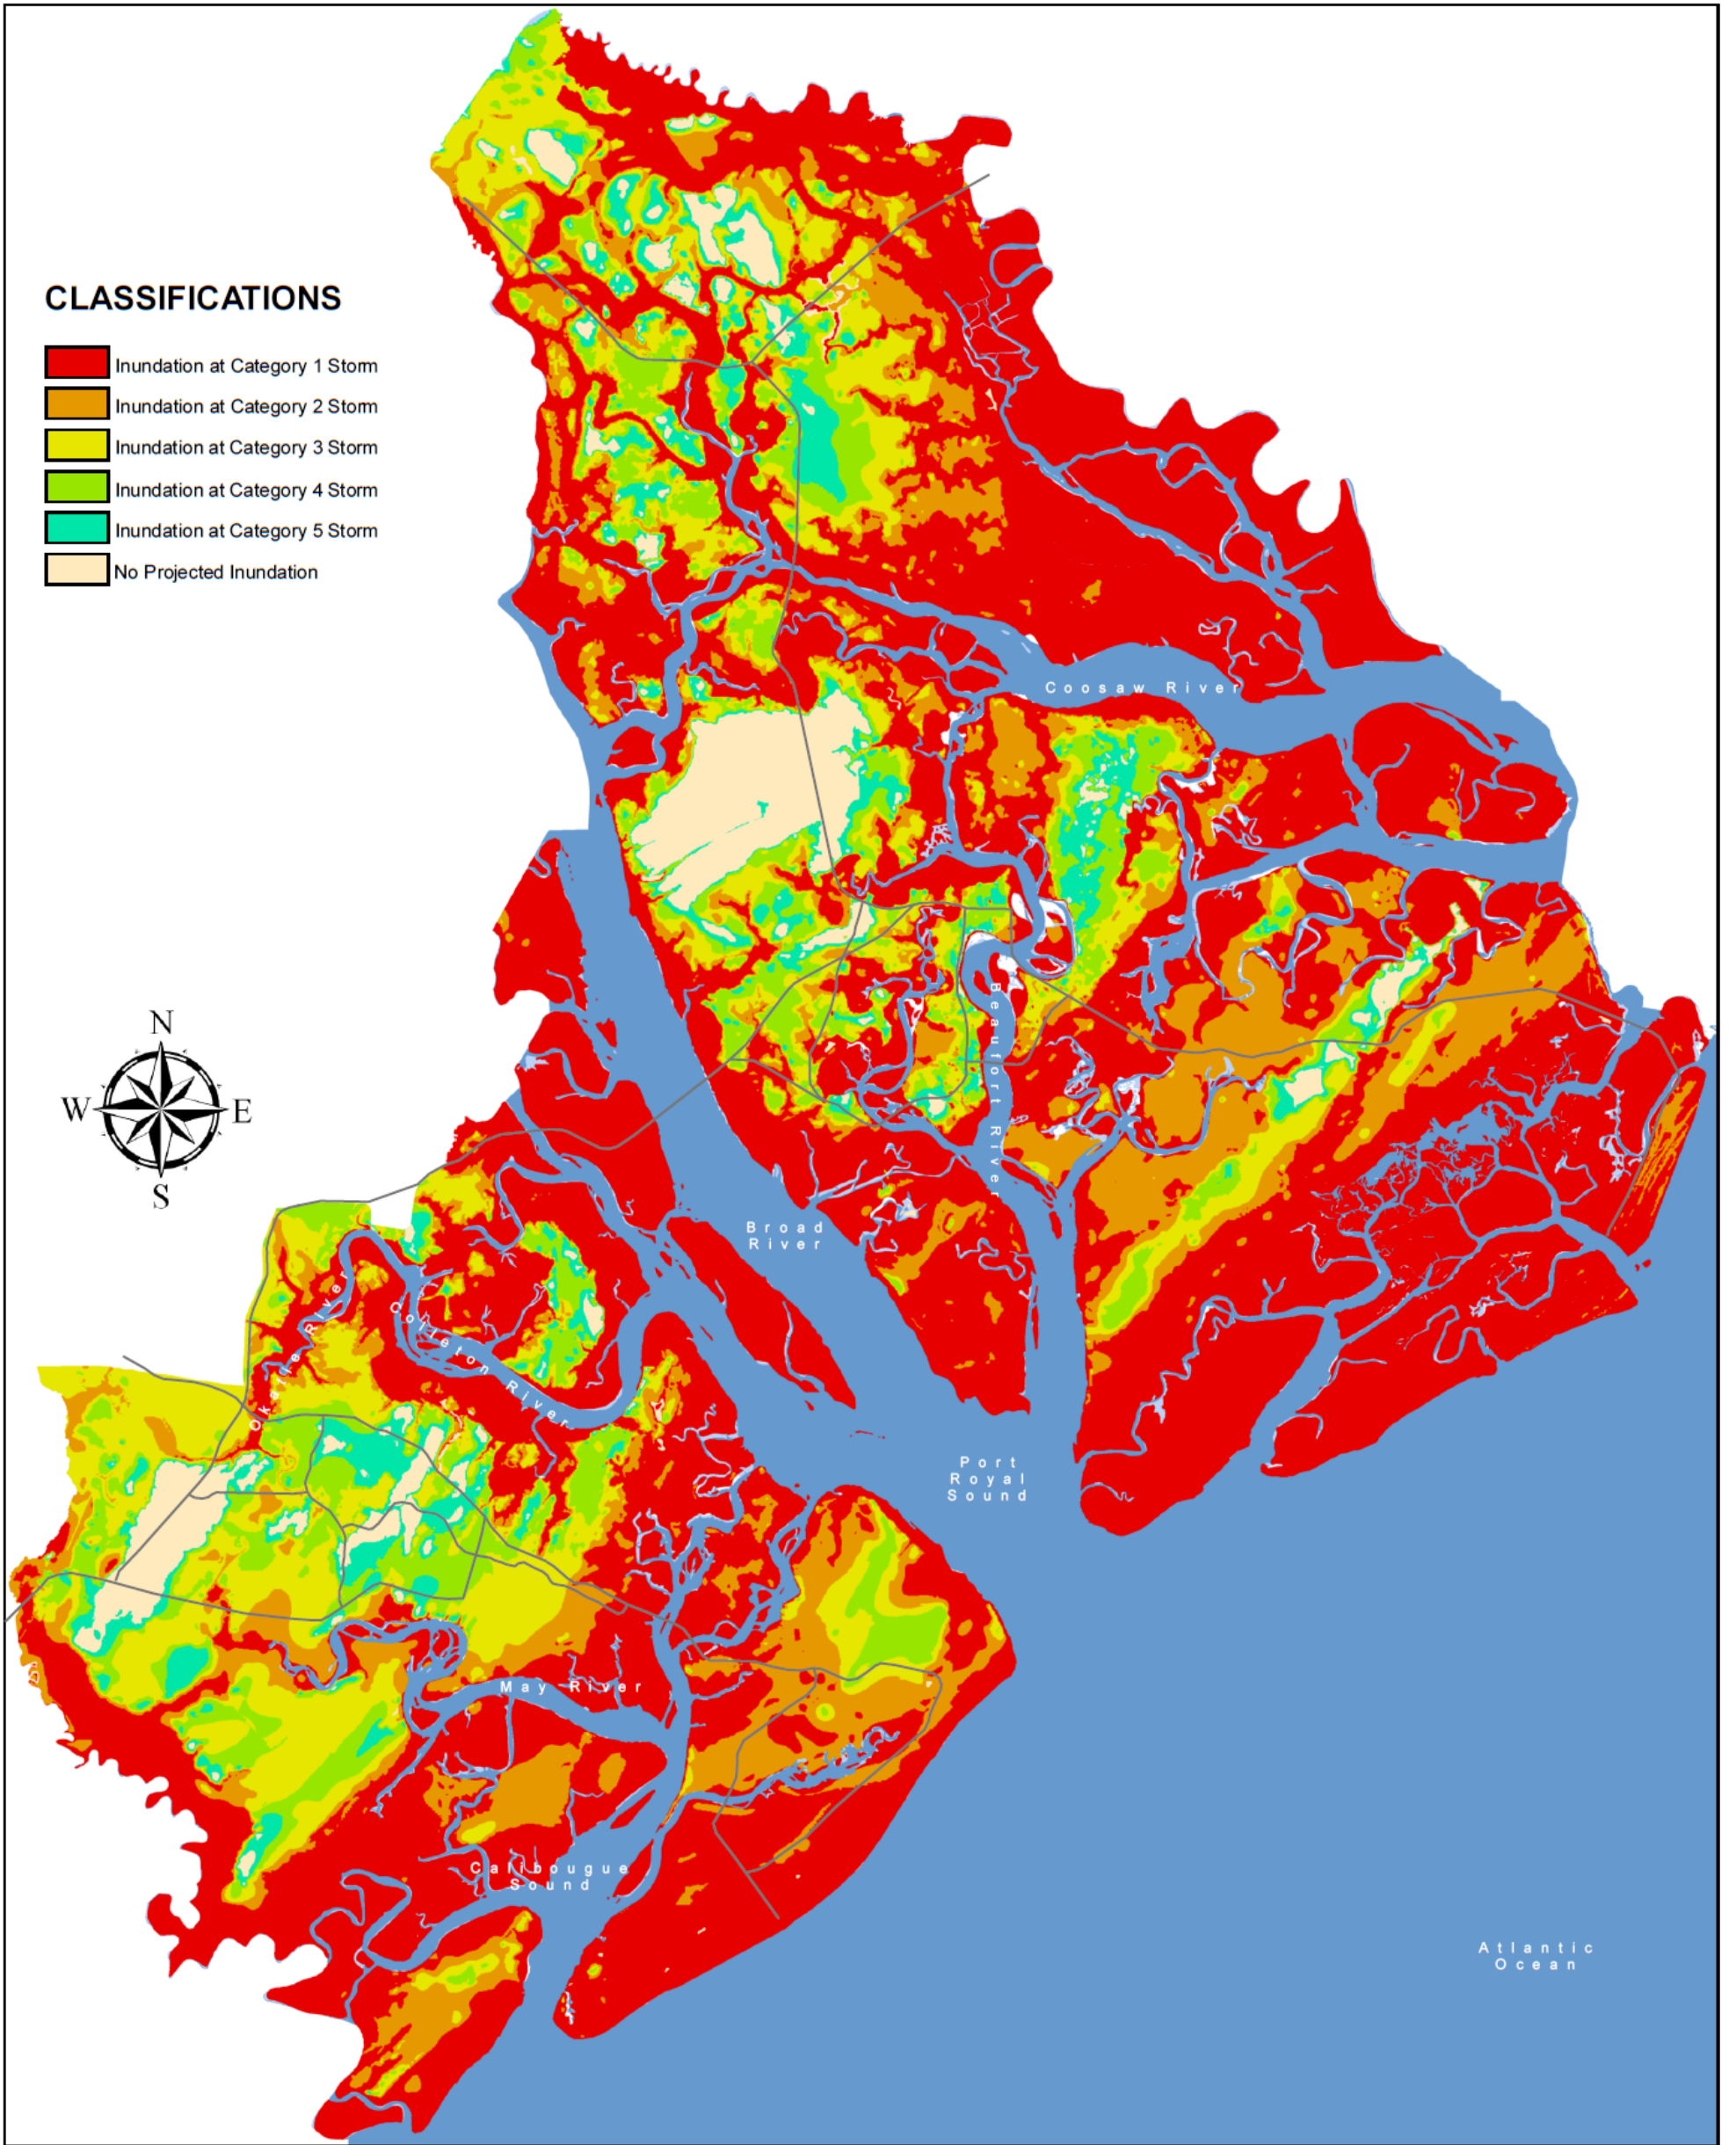 CLASSIFICATIONS
Inundation at Category 1 Storm
Inundation at Category 2 Storm
Inundation at Category 3 Storm
Inundation at Category 4 Storm
Inundation at Category 5 Storm
No Projected Inundation
Coosaw River
Beaufort River
N
W
E
S
Broad
River
Okatie River
Colleton River
Port
Royal
Sound
May River
Calibougue
Sound
Atlantic
Ocean